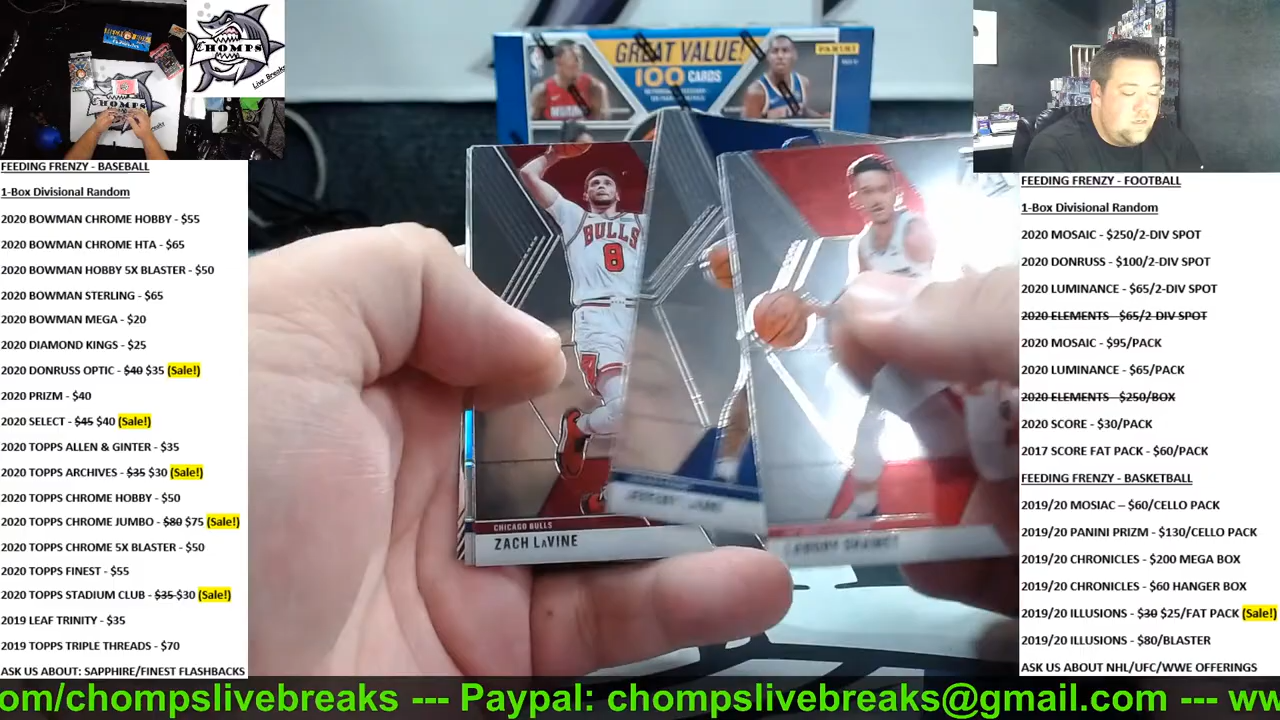 CHOMPS
Live Breaks
FEEDING FRENZY - BASEBALL
1-Box Divisional Random
2020 BOWMAN CHROME HOBBY - $55
2020 BOWMAN CHROME HTA - $65
2020 BOWMAN HOBBY 5X BLASTER - $50
2020 BOWMAN STERLING - $65
2020 BOWMAN MEGA - $20
2020 DIAMOND KINGS - $25
2020 DONRUSS OPTIC - $40 $35 (Sale!)
2020 PRIZM - $40
2020 SELECT - $45 $40 (Sale!)
2020 TOPPS ALLEN & GINTER - $35
2020 TOPPS ARCHIVES - $35 $30 (Sale!)
2020 TOPPS CHROME HOBBY - $50
2020 TOPPS CHROME JUMBO - $80 $75 (Sale!)
2020 TOPPS CHROME 5X BLASTER - $50
2020 TOPPS FINEST - $55
2020 TOPPS STADIUM CLUB - $35 $30 (Sale!)
2019 LEAF TRINITY - $35
2019 TOPPS TRIPLE THREADS - $70
ASK US ABOUT: SAPPHIRE/FINEST FLASHBACKS
GREAT VALUE!
100 CARDS
PANINI
BULLS
8
CHICAGO BULLS
ZACH LaVINE
FEEDING FRENZY - FOOTBALL
1-Box Divisional Random
2020 MOSAIC - $250/2-DIV SPOT
2020 DONRUSS - $100/2-DIV SPOT
2020 LUMINANCE - $65/2-DIV SPOT
2020 ELEMENTS - $65/2 DIV SPOT
2020 MOSAIC - $95/PACK
2020 LUMINANCE - $65/PACK
2020 ELEMENTS - $250/BOX
2020 SCORE - $30/PACK
2017 SCORE FAT PACK - $60/PACK
FEEDING FRENZY - BASKETBALL
2019/20 MOSIAC – $60/CELLO PACK
2019/20 PANINI PRIZM - $130/CELLO PACK
2019/20 CHRONICLES - $200 MEGA BOX
2019/20 CHRONICLES - $60 HANGER BOX
2019/20 ILLUSIONS - $30 $25/FAT PACK (Sale!)
2019/20 ILLUSIONS - $80/BLASTER
ASK US ABOUT NHL/UFC/WWE OFFERINGS
om/chompslivebreaks --- Paypal: chompslivebreaks@gmail.com --- ww